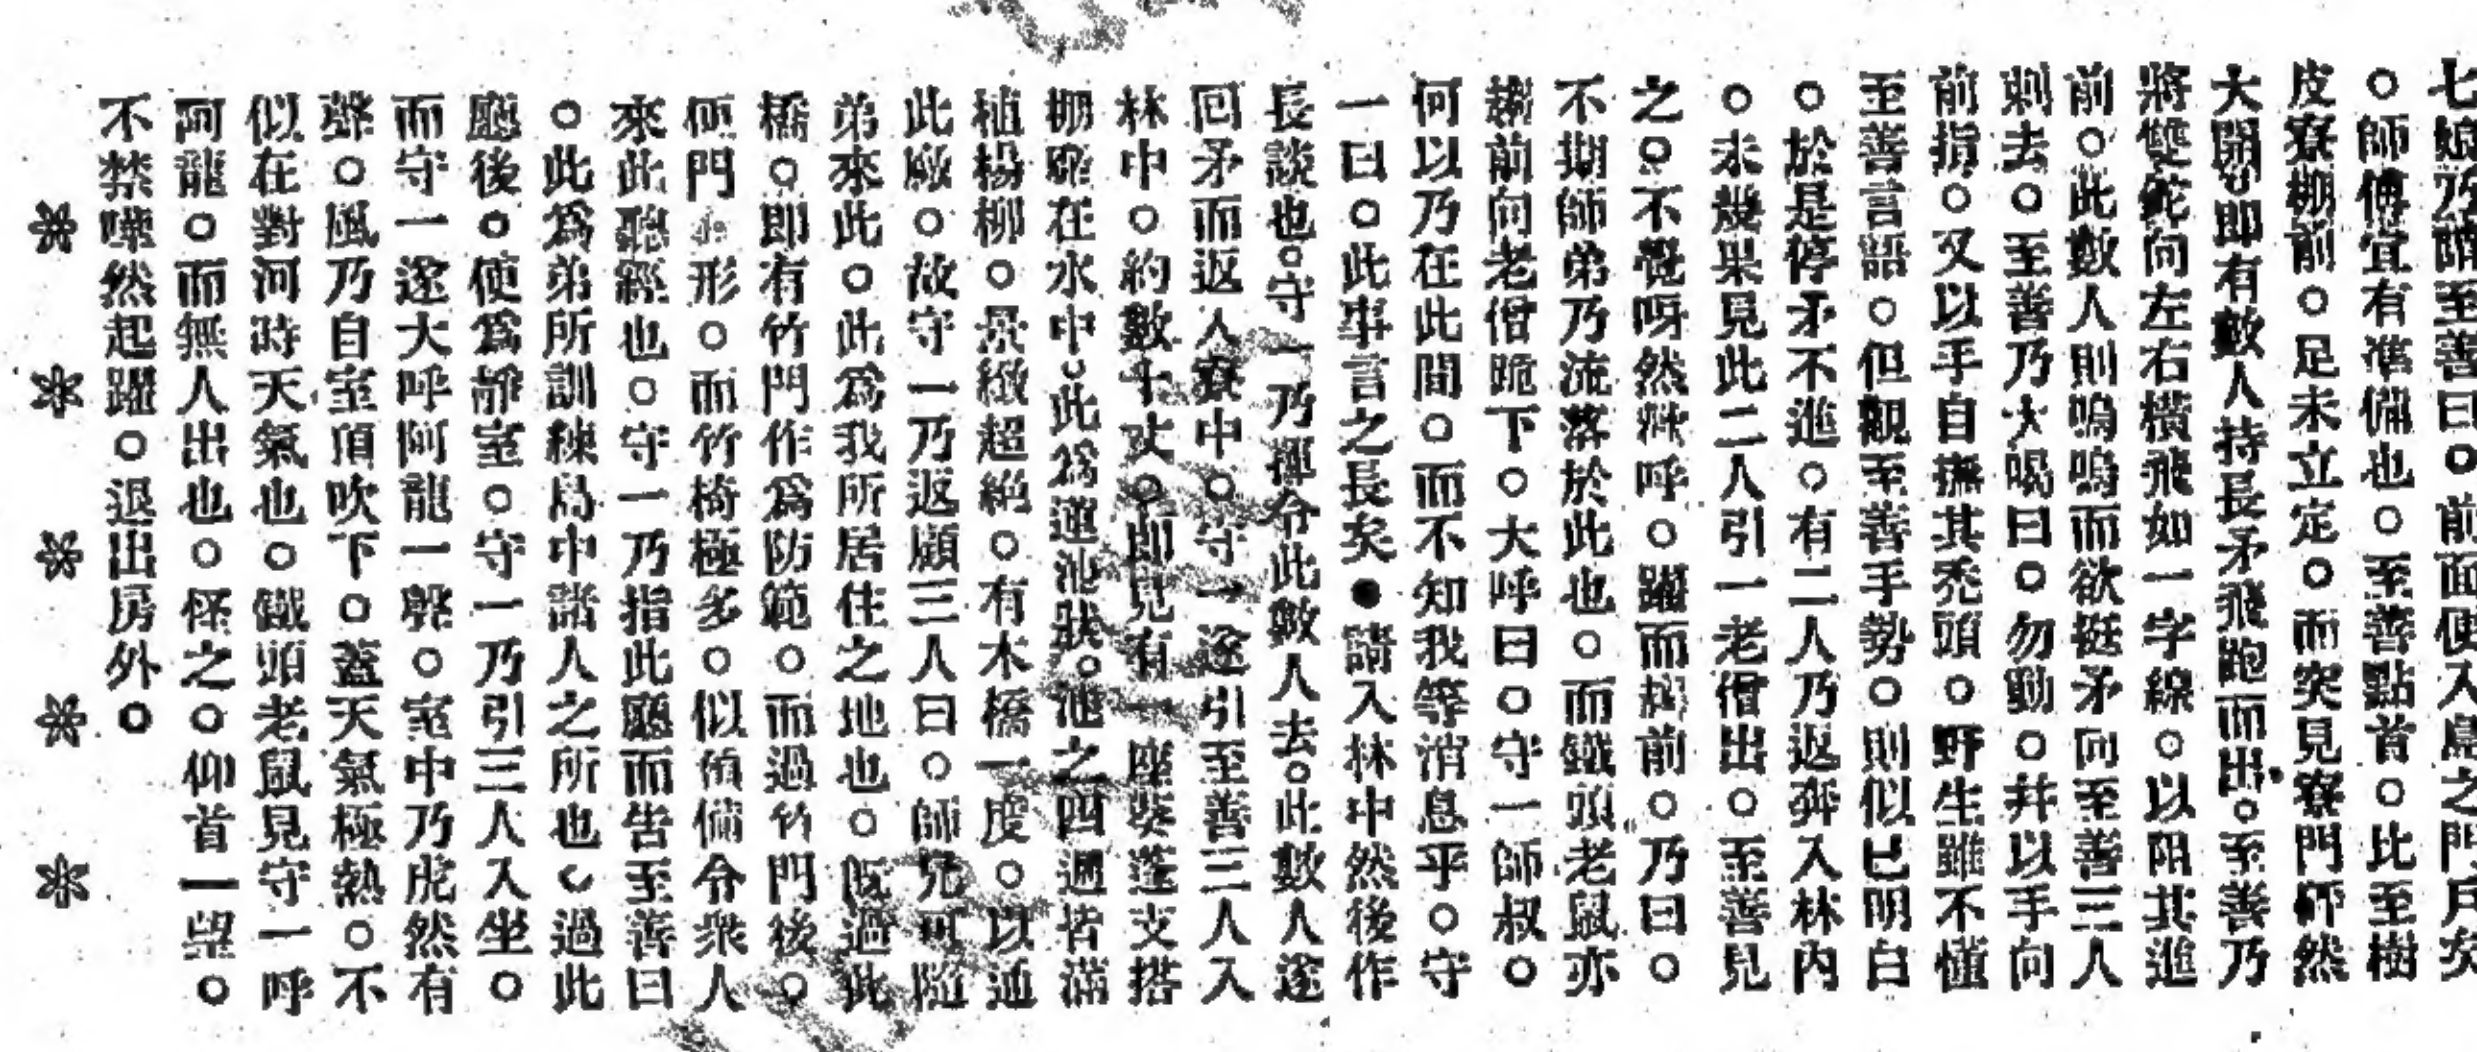 七娘乃隨至善曰。前面便入島之門戶矣
。師傅宜有準備也。至善點首。比至樹
皮寮棚前。足未立定。而突見寮門砰然
大開。即有數人持長矛飛跑而出。至善乃
將雙鉈向左右橫飛如一字線。以阻其進
前。此數人則嗚嗚而欲挺矛向至善三人
刺去。至善乃大喝曰。勿動。幷以手向
前指。又以手自撫其禿頭。野生雖不懂
至善言語。但觀至善手勢。則似已明白
。於是停矛不進。有二人乃返奔入林內
。未幾果見此二人引一老僧出。至善見
之。不覺呀然歡呼。躍而趨前。乃曰。
不期師弟乃流落於此也。而鐵頭老鼠亦
趨前向老僧跪下。大呼曰。守一師叔。
何以乃在此間。而不知我等消息乎。守
一曰。此事言之長矣。請入林中然後作
長談也。守一乃揮令此數人去。此數人遂
回矛而返入寮中。守一遂引至善三人入
林中。約數十丈。即見有一座葵蓬支搭
棚廠在水中。此爲蓮池狀。池之四週皆滿
植楊柳。景緻超絕。有木橋一度。以通
此廠。故守一乃返顧三人曰。師兄可隨
弟來此。此爲我所居住之地也。旣過此
橋。即有竹門作爲防範。而過竹門後。
便門形。而竹椅極多。似預備令衆人
來此聽經也。守一乃指此廳而告至善曰
。此爲弟所訓練島中諸人之所也。過此
廳後。便爲靜室。守一乃引三人入坐。
而守一遂大呼阿龍一聲。室中乃虎然有
聲。風乃自室頂吹下。蓋天氣極熱。不
似在對河時天氣也。鐵頭老鼠見守一呼
阿龍。而無人出也。怪之。仰首一望。
不禁嘩然起躍。退出房外。
＊　＊　＊　＊　＊